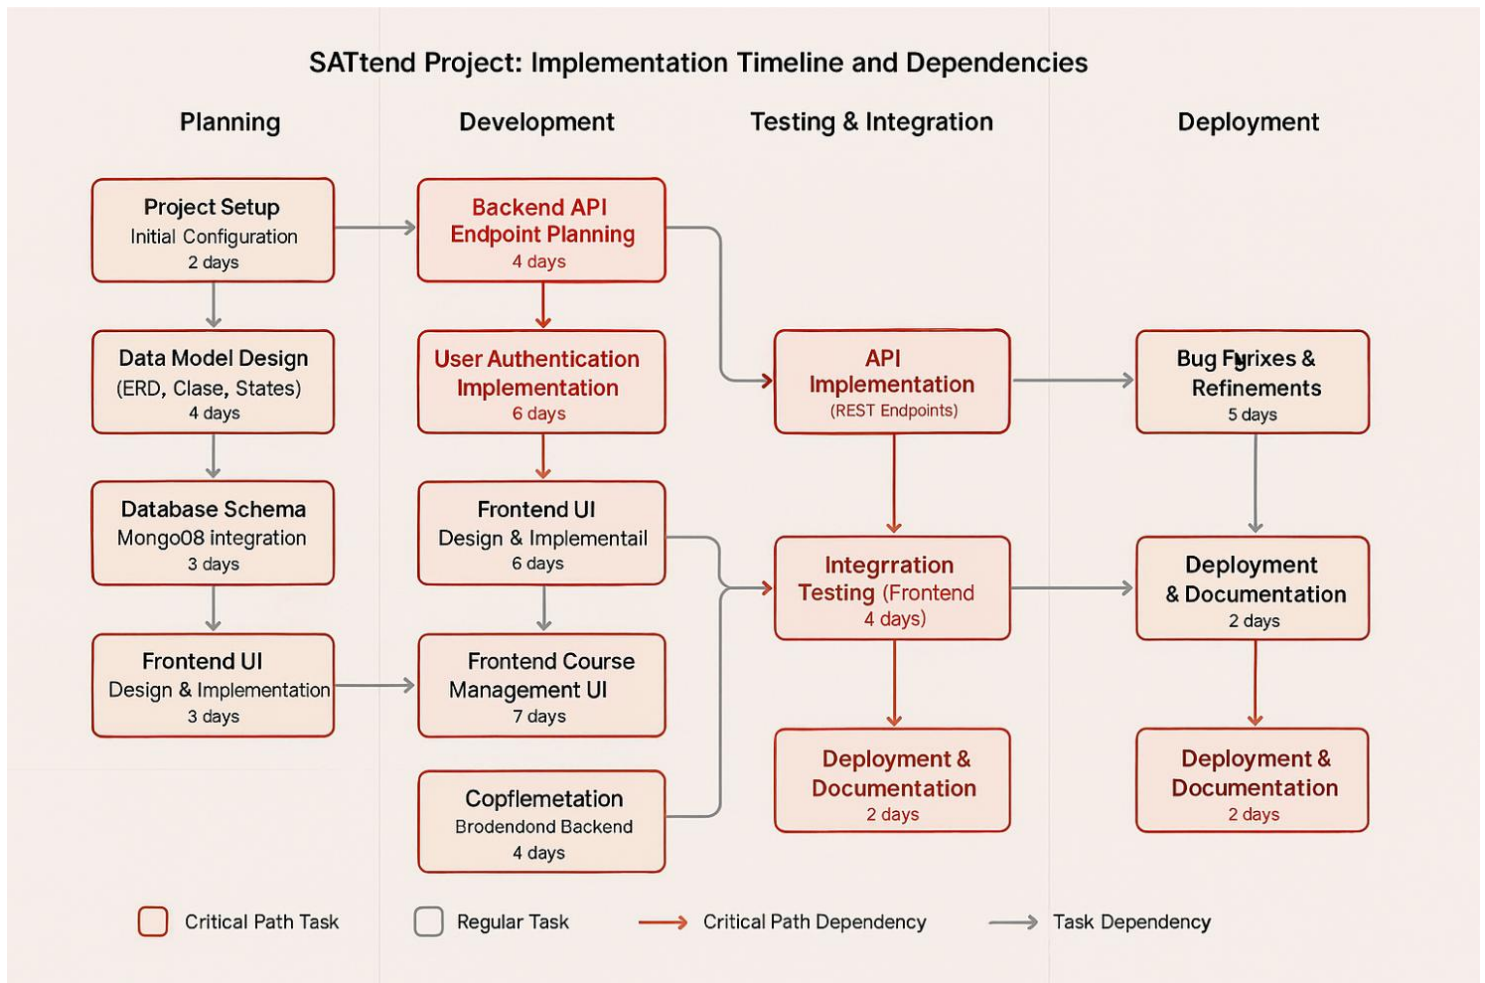 SATtend Project: Implementation Timeline and Dependencies
Planning
Development
Testing & Integration
Deployment
Project Setup
Initial Configuration
2 days
Data Model Design
(ERD, Clase, States)
4 days
Database Schema
Mongo08 integration
3 days
Frontend UI
Design & Implementation
3 days
Backend API
Endpoint Planning
4 days
User Authentication
Implementation
6 days
Frontend UI
Design & Implementail
6 days
Frontend Course
Management UI
7 days
Copflemetation
Brodendond Backend
4 days
API
Implementation
(REST Endpoints)
Integrration
Testing (Frontend
4 days)
Deployment &
Documentation
2 days
Bug &
Refinements
5 days
Deployment
& Documentation
2 days
Deployment &
Documentation
2 days
Critical Path Task
Regular Task
Critical Path Dependency
Task Dependency